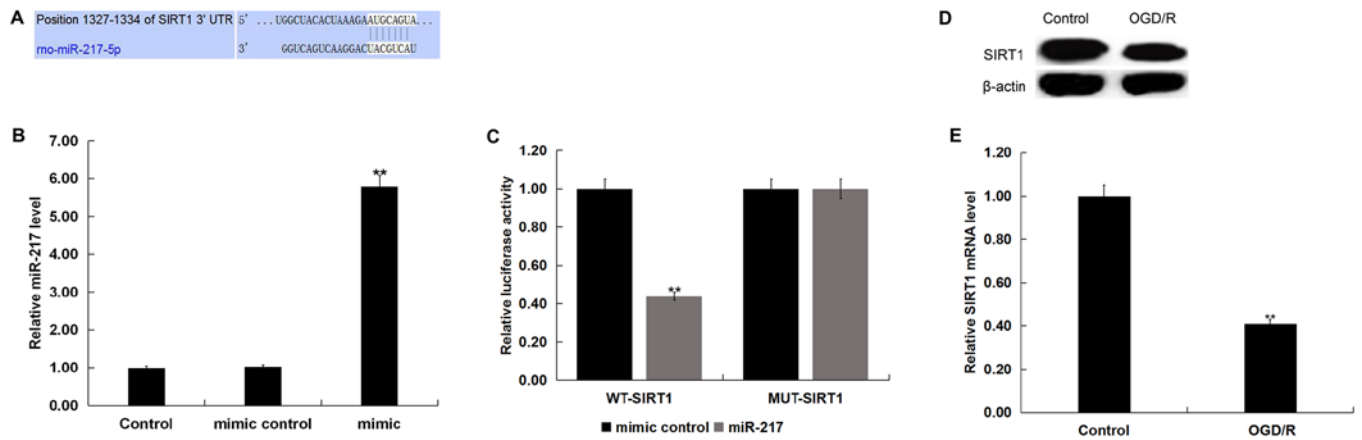 A
Position 1327-1334 of SIRT1 3' UTR 5' ...UGGCUACACUAAAGAAUGCAGUA...
rno-miR-217-5p 3' GGUCAGUCAAGGACUACGUCAU
B
Relative miR-217 level
7.00
6.00
5.00
4.00
3.00
2.00
1.00
0.00
**
Control mimic control mimic
C
Relative luciferase activity
1.20
1.00
0.80
0.60
0.40
0.20
0.00
**
WT-SIRT1 MUT-SIRT1
mimic control miR-217
D
Control OGD/R
SIRT1
β-actin
E
Relative SIRT1 mRNA level
1.20
1.00
0.80
0.60
0.40
0.20
0.00
**
Control OGD/R